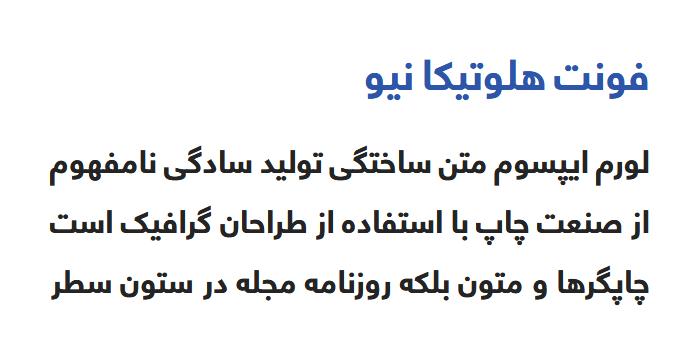 فونت هلوتیکا نیو
لورم ایپسوم متن ساختگی تولید سادگی نامفهوم
از صنعت چاپ با استفاده از طراحان گرافیک است
چاپگرها و متون بلکه روزنامه مجله در ستون سطر